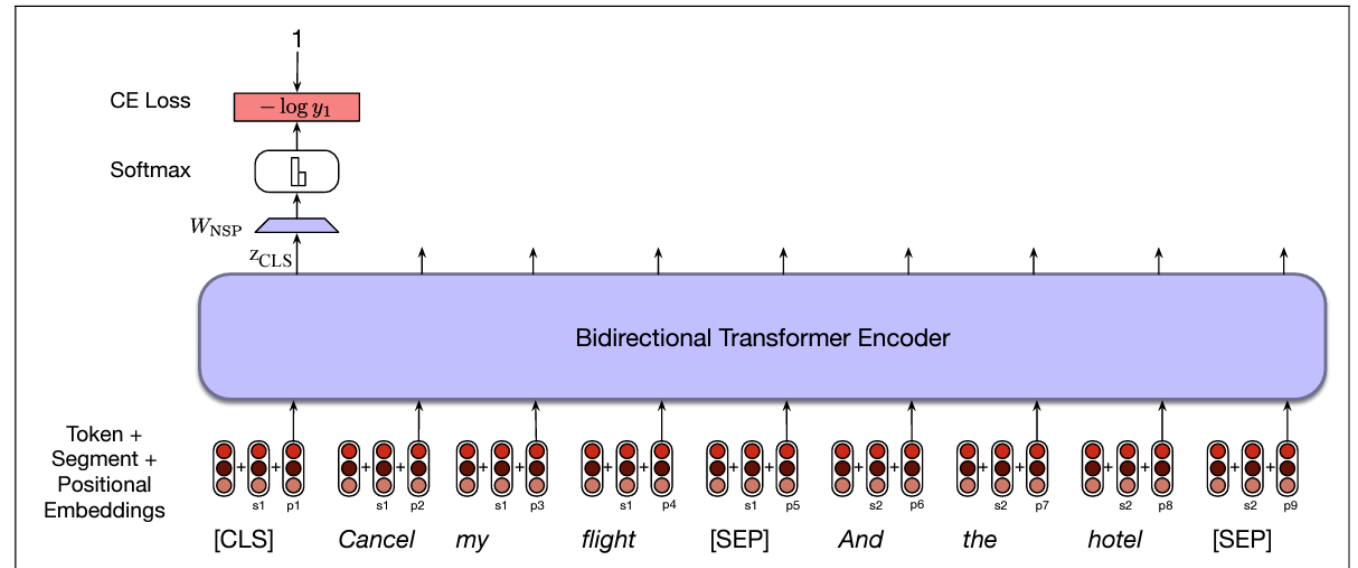 1
CE Loss
− log y₁
Softmax
W_NSP
z_CLS
Bidirectional Transformer Encoder
Token +
Segment +
Positional
Embeddings
+ + + + + + + + + + + + + + + + + +
s1 p1 s1 p2 s1 p3 s1 p4 s1 p5 s2 p6 s2 p7 s2 p8 s2 p9
[CLS] Cancel my flight [SEP] And the hotel [SEP]